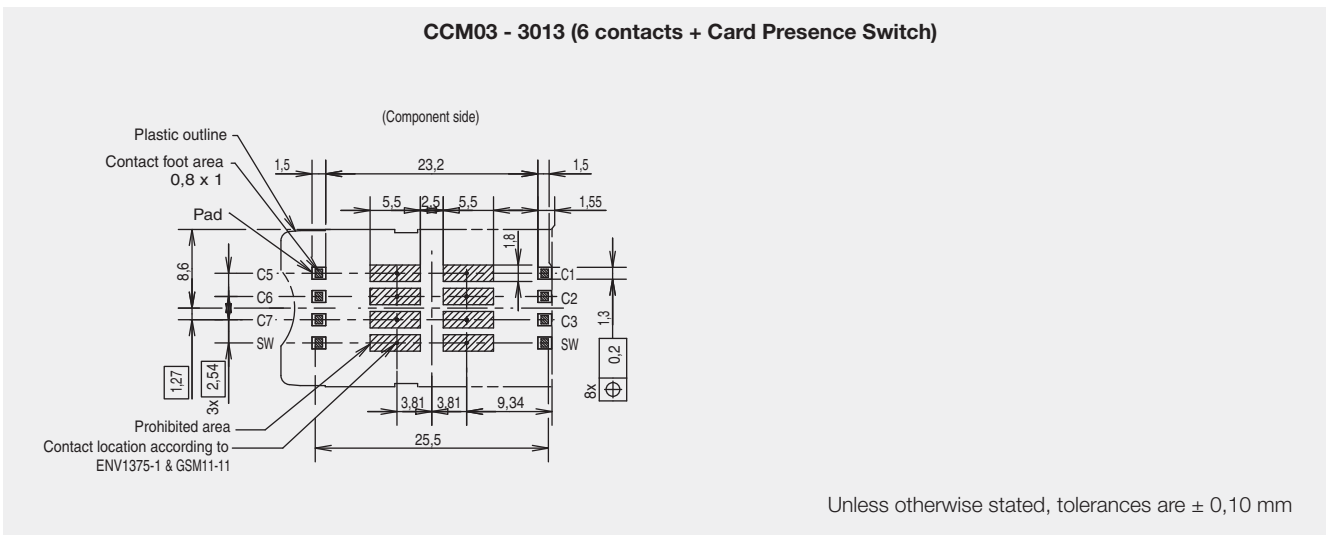 CCM03 - 3013 (6 contacts + Card Presence Switch)
(Component side)
Plastic outline
Contact foot area
0,8 x 1
Pad
1,5
23,2
1,5
5,5
2,5
5,5
1,55
1,8
8,6
C5
C1
C6
C2
C7
C3
SW
SW
1,3
0,2
8x
1,27
2,54
3x
3,81
3,81
9,34
25,5
Prohibited area
Contact location according to
ENV1375-1 & GSM11-11
Unless otherwise stated, tolerances are ± 0,10 mm